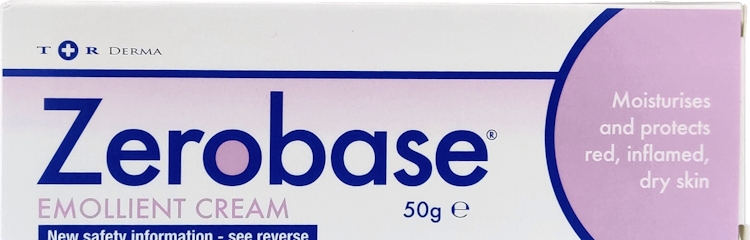 T R DERMA
Zerobase®
EMOLLIENT CREAM
50g ℮
New safety information - see reverse
Moisturises
and protects
red, inflamed,
dry skin